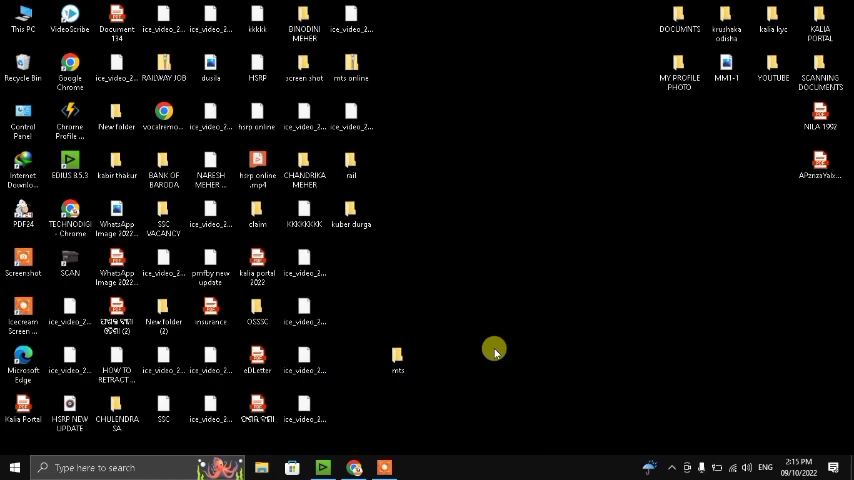 This PC
VideoScribe
Document 134
ice_video_2...
ice_video_2...
kkkkk
BINODINI MEHER
ice_video_2...
DOCUMNTS
krushaka odisha
kalia kyc
KALIA PORTAL
Recycle Bin
Google Chrome
ice_video_2...
RAILWAY JOB
dusila
HSRP
screen shot
mts online
MY PROFILE PHOTO
MM1-1
YOUTUBE
SCANNING DOCUMENTS
Control Panel
Chrome Profile ...
New folder
vocalremo...
ice_video_2...
hsrp online
ice_video_2...
ice_video_2...
NILA 1992
Internet Downlo...
EDIUS 8.5.3
kabir thakur
BANK OF BARODA
NARESH MEHER ...
hsrp online .mp4
CHANDRIKA MEHER
rail
APznzaYaIx...
PDF24
TECHNODIGI - Chrome
WhatsApp Image 2022...
SSC VACANCY
ice_video_2...
claim
KKKKKKKK
kuber durga
Screenshot
SCAN
WhatsApp Image 2022...
ice_video_2...
pmfby new update
kalia portal 2022
ice_video_2...
Icecream Screen ...
ice_video_2...
New folder (2)
insurance
OSSSC
ice_video_2...
Microsoft Edge
ice_video_2...
HOW TO RETRACT ...
ice_video_2...
ice_video_2...
eDLetter
ice_video_2...
mts
Kalia Portal
HSRP NEW UPDATE
CHULENDRA SA
SSC
ice_video_2...
ice_video_2...
Type here to search
ENG
2:15 PM
09/10/2022